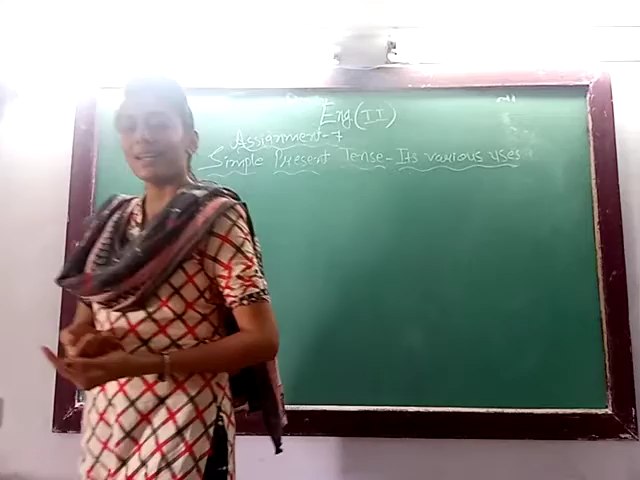 Eng (II)
Assignment-7
Simple Present Tense - Its various uses